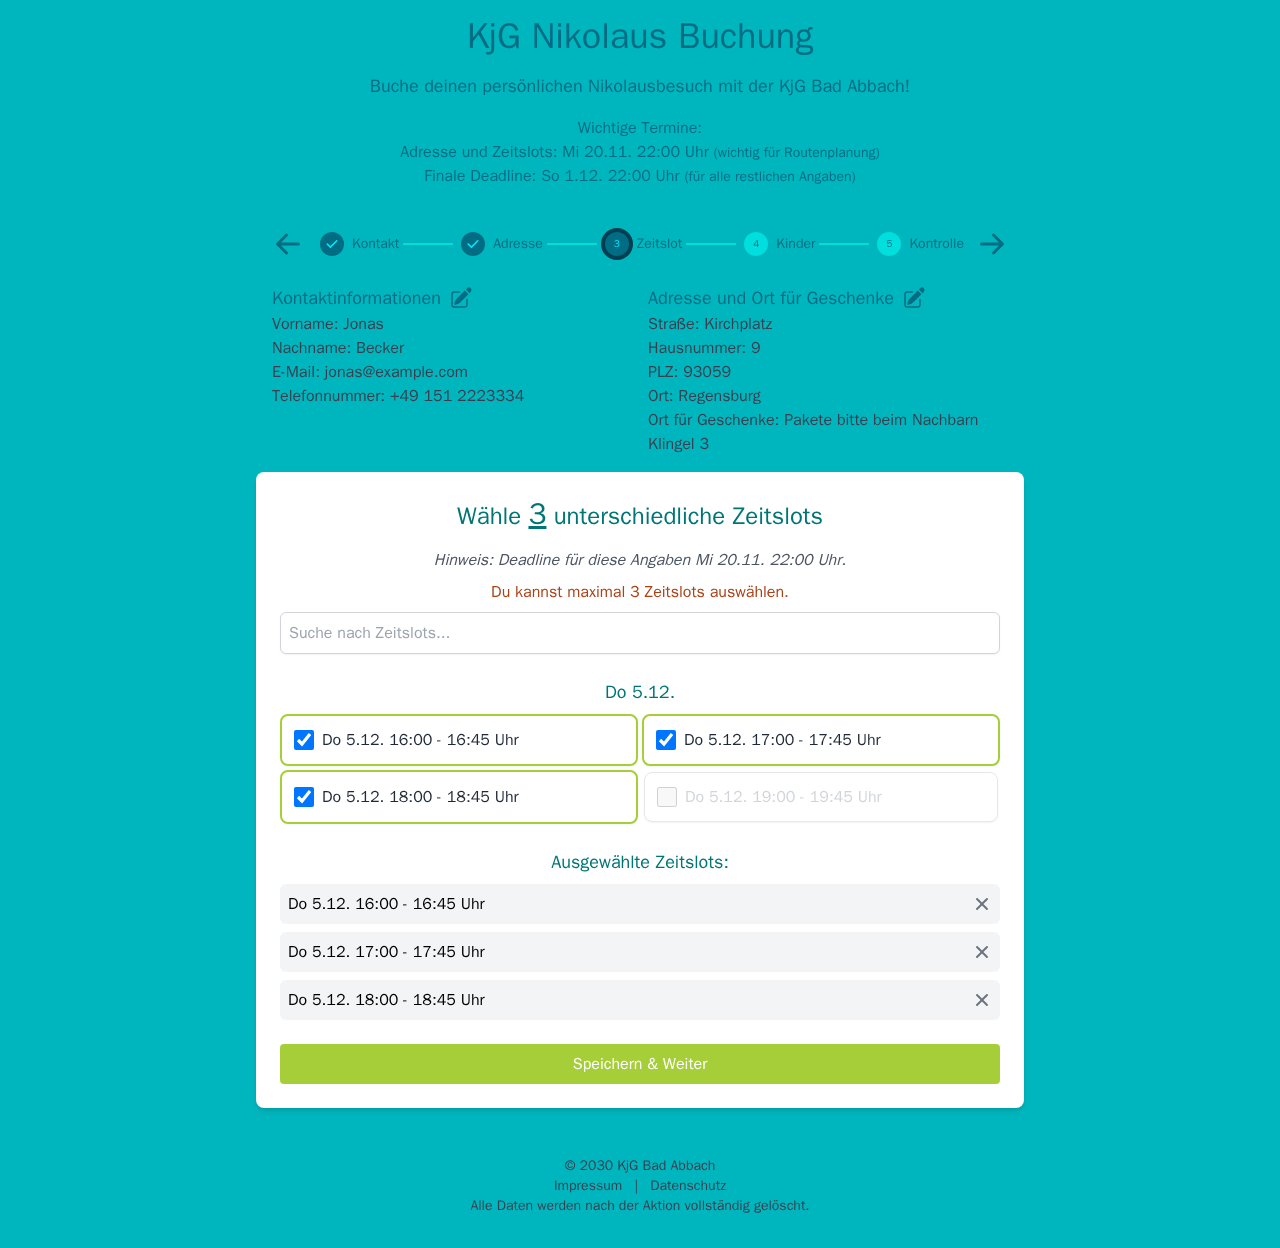 KjG Nikolaus Buchung
Buche deinen persönlichen Nikolausbesuch mit der KjG Bad Abbach!
Wichtige Termine:
Adresse und Zeitslots: Mi 20.11. 22:00 Uhr (wichtig für Routenplanung)
Finale Deadline: So 1.12. 22:00 Uhr (für alle restlichen Angaben)
Kontakt Adresse 3 Zeitslot 4 Kinder 5 Kontrolle
Kontaktinformationen
Vorname: Jonas
Nachname: Becker
E-Mail: jonas@example.com
Telefonnummer: +49 151 2223334
Adresse und Ort für Geschenke
Straße: Kirchplatz
Hausnummer: 9
PLZ: 93059
Ort: Regensburg
Ort für Geschenke: Pakete bitte beim Nachbarn
Klingel 3
Wähle 3 unterschiedliche Zeitslots
Hinweis: Deadline für diese Angaben Mi 20.11. 22:00 Uhr.
Du kannst maximal 3 Zeitslots auswählen.
Suche nach Zeitslots...
Do 5.12.
Do 5.12. 16:00 - 16:45 Uhr
Do 5.12. 17:00 - 17:45 Uhr
Do 5.12. 18:00 - 18:45 Uhr
Do 5.12. 19:00 - 19:45 Uhr
Ausgewählte Zeitslots:
Do 5.12. 16:00 - 16:45 Uhr
Do 5.12. 17:00 - 17:45 Uhr
Do 5.12. 18:00 - 18:45 Uhr
Speichern & Weiter
© 2030 KjG Bad Abbach
Impressum | Datenschutz
Alle Daten werden nach der Aktion vollständig gelöscht.